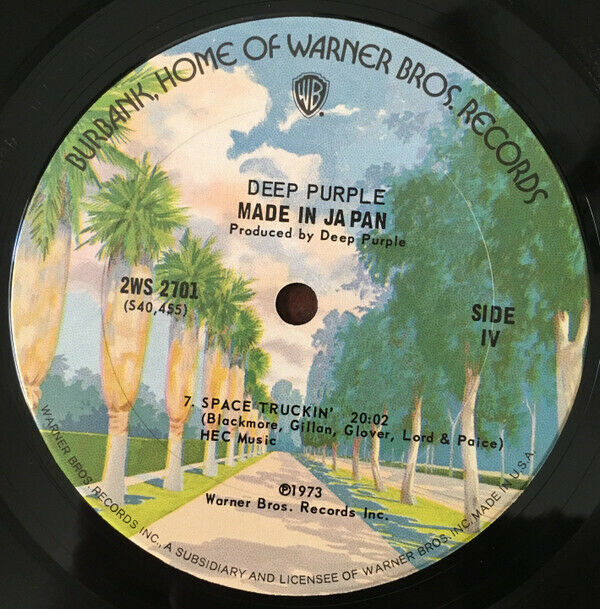 BURBANK, HOME OF WARNER BROS. RECORDS
WB
DEEP PURPLE
MADE IN JAPAN
Produced by Deep Purple
2WS 2701
(S40,455)
SIDE
IV
7. SPACE TRUCKIN' 20:02
(Blackmore, Gillan, Glover, Lord & Paice)
HEC Music
℗1973
Warner Bros. Records Inc.
WARNER BROS. RECORDS INC., A SUBSIDIARY AND LICENSEE OF WARNER BROS. INC. MADE IN U.S.A.